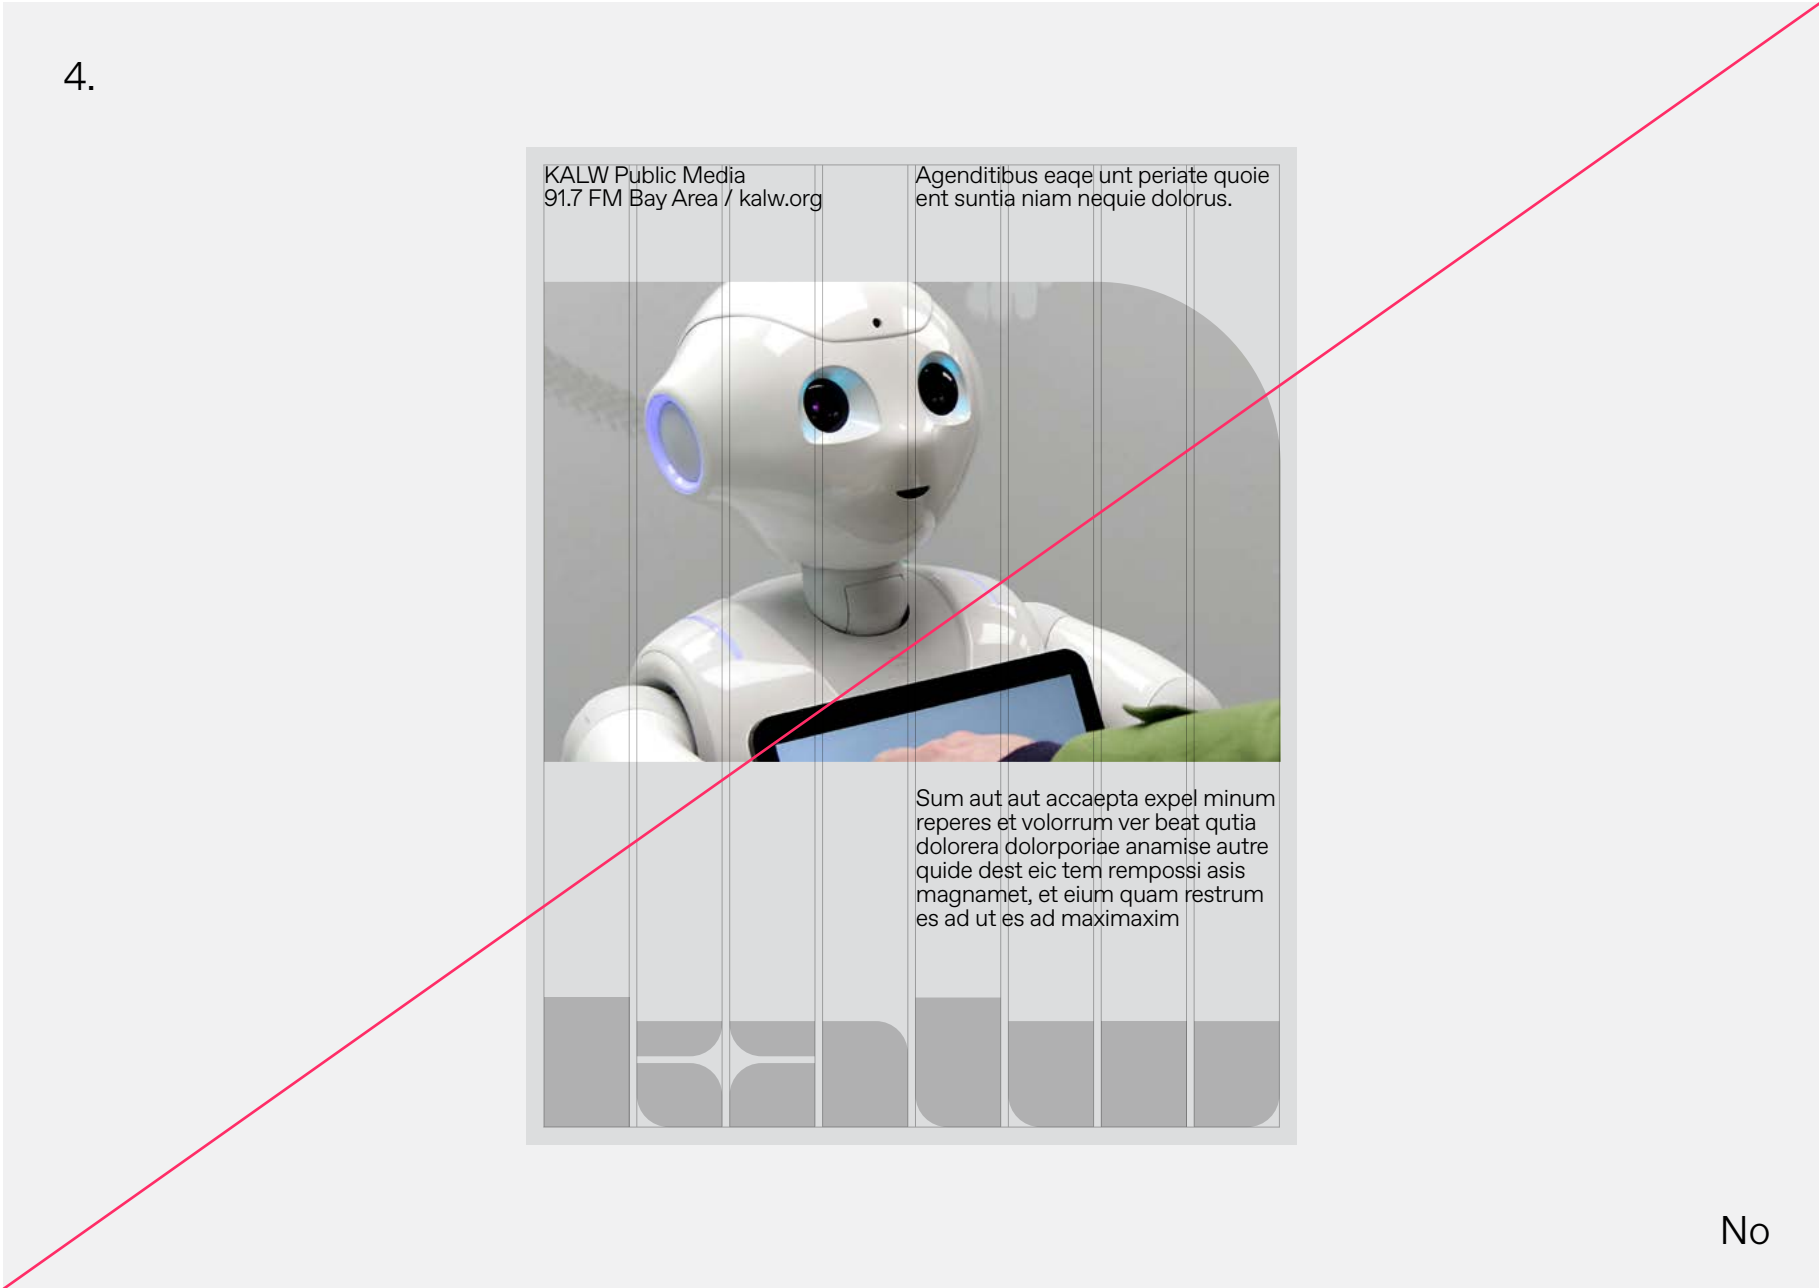 4.
KALW Public Media
91.7 FM Bay Area / kalw.org
Agenditibus eaqe unt periate quoie
ent suntia niam nequie dolorus.
Sum aut aut accaepta expel minum
reperes et volorrum ver beat qutia
dolorera dolorporiae anamise autre
quide dest eic tem rempossi asis
magnamet, et eium quam restrum
es ad ut es ad maximaxim
No